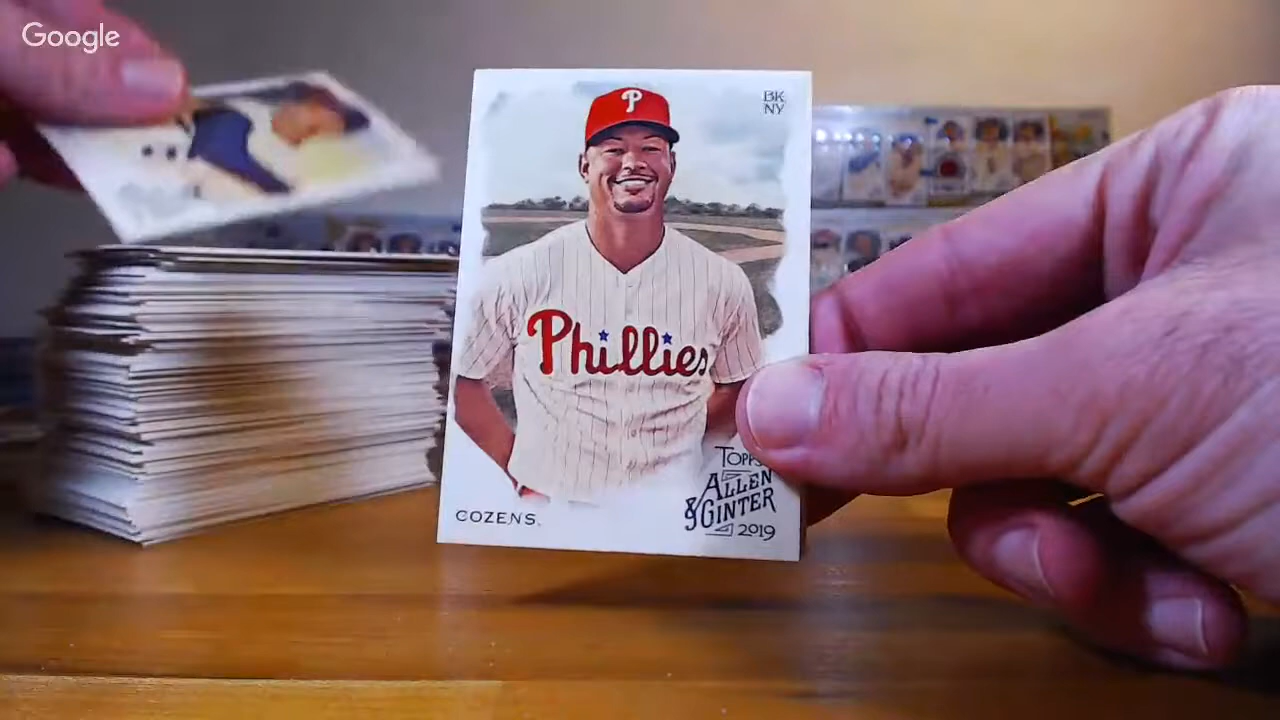 Google
P
BK
NY
Phillies
TOPPS
ALLEN
& GINTER
2019
COZENS.